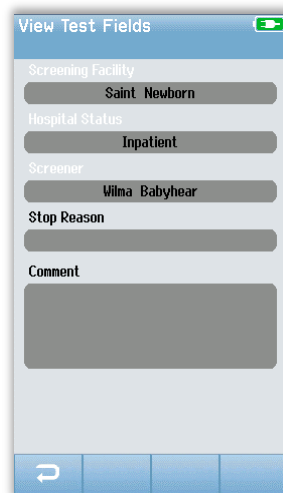 View Test Fields
Screening Facility
Saint Newborn
Hospital Status
Inpatient
Screener
Wilma Babyhear
Stop Reason
Comment